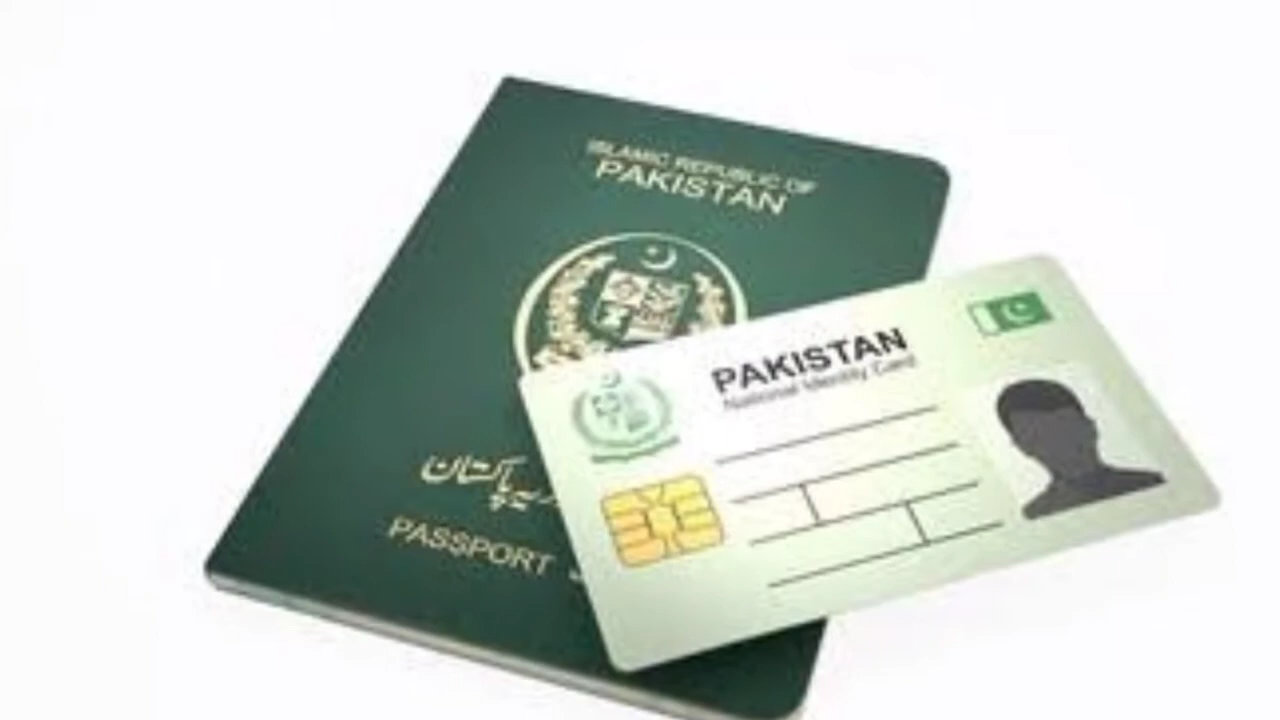 ISLAMIC REPUBLIC OF
PAKISTAN
پاکستان
PASSPORT
PAKISTAN
National Identity Card